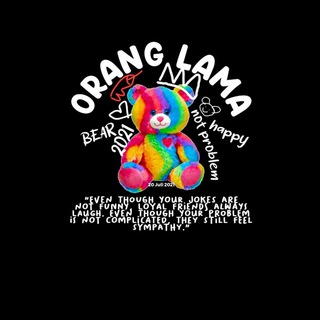 ORANG LAMA
BEAR
2021
not problem
happy
20 Juli 2021
"EVEN THOUGH YOUR JOKES ARE
NOT FUNNY, LOYAL FRIENDS ALWAYS
LAUGH. EVEN THOUGH YOUR PROBLEM
IS NOT COMPLICATED, THEY STILL FEEL
SYMPATHY."